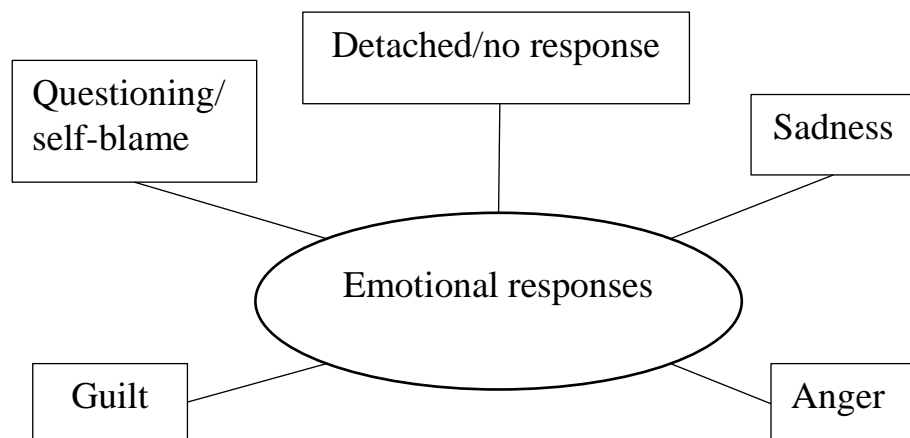 Detached/no response
Questioning/
self-blame
Sadness
Emotional responses
Guilt
Anger